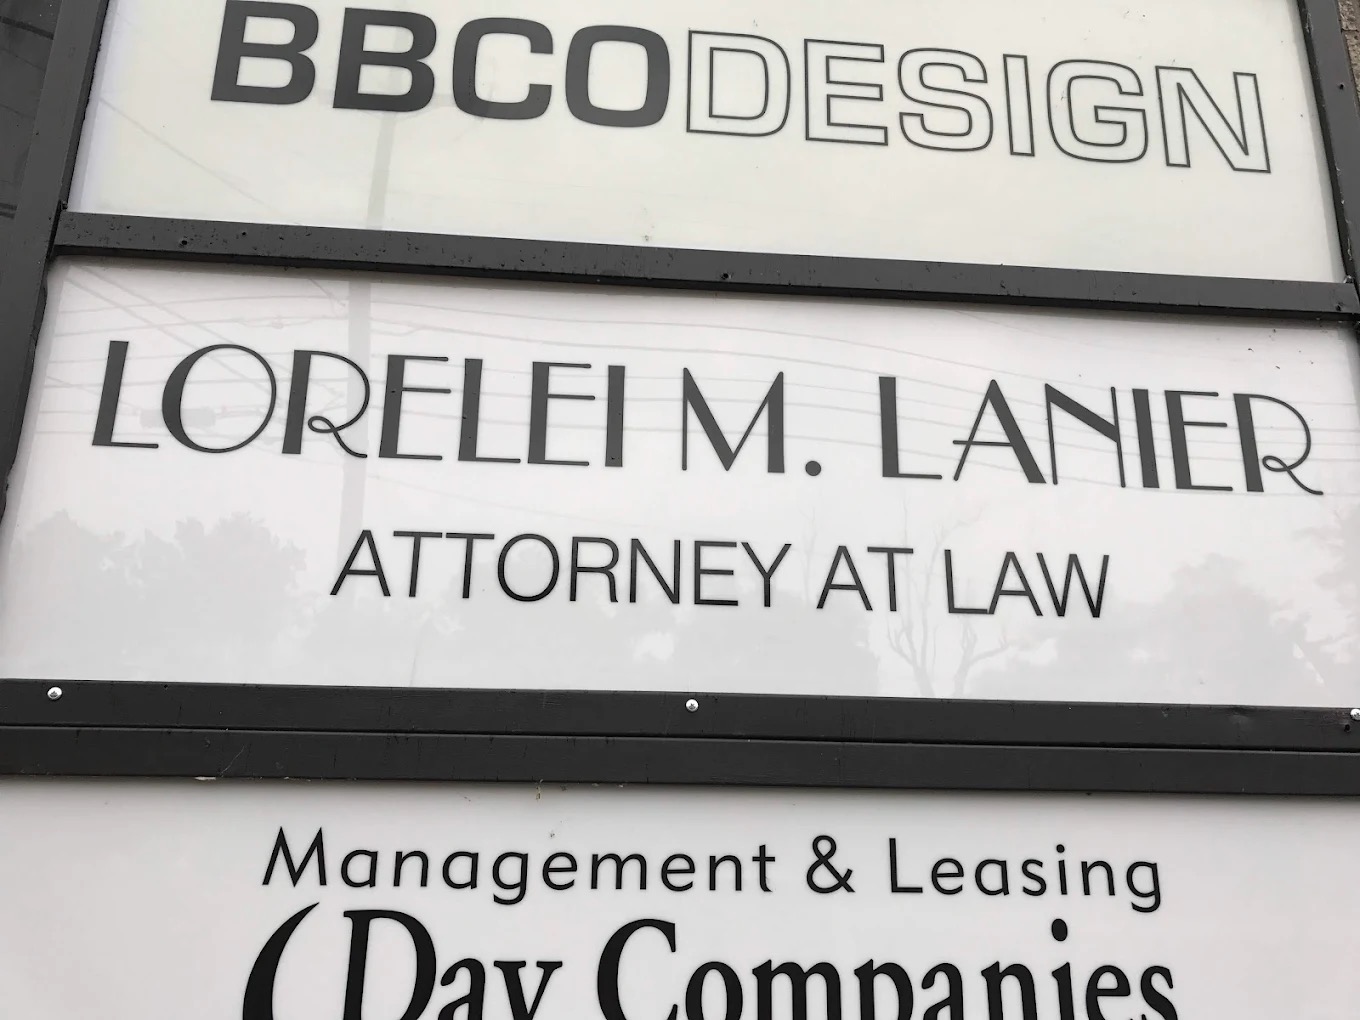 BBCODESIGN
LORELEI M. LANIER
ATTORNEY AT LAW
Management & Leasing
Day Companies